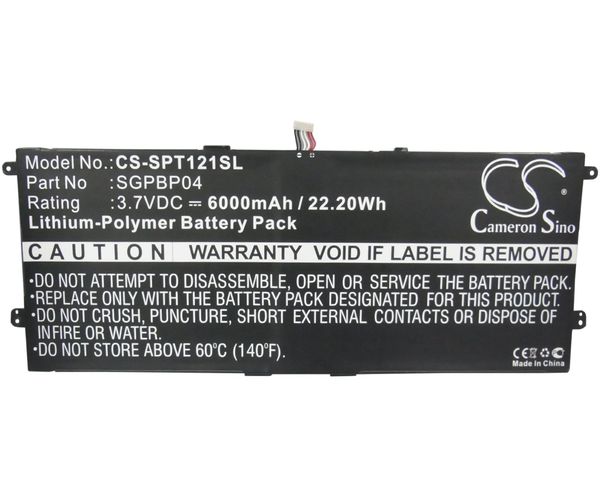 Model No.: CS-SPT121SL
Part No : SGPBP04
Rating : 3.7VDC ⎓ 6000mAh / 22.20Wh
Lithium-Polymer Battery Pack
CS
Cameron Sino
CAUTION WARRANTY VOID IF LABEL IS REMOVED
•DO NOT ATTEMPT TO DISASSEMBLE, OPEN OR SERVICE THE BATTERY PACK.
•REPLACE WITH THE BATTERY PACK DESIGNATED FOR THIS
•DO NOT CRUSH, PUNCTURE, SHORT EXTERNAL CONTACTS OR DISPOSE OF
INFIRE OR WATER.
•DO NOT STORE ABOVE 60°C (140°F)
CE
Made in China